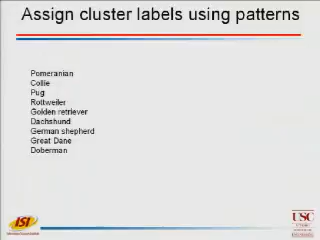 Assign cluster labels using patterns
Pomeranian
Collie
Pug
Rottweiler
Golden retriever
Dachshund
German shepherd
Great Dane
Doberman
ISI
USC